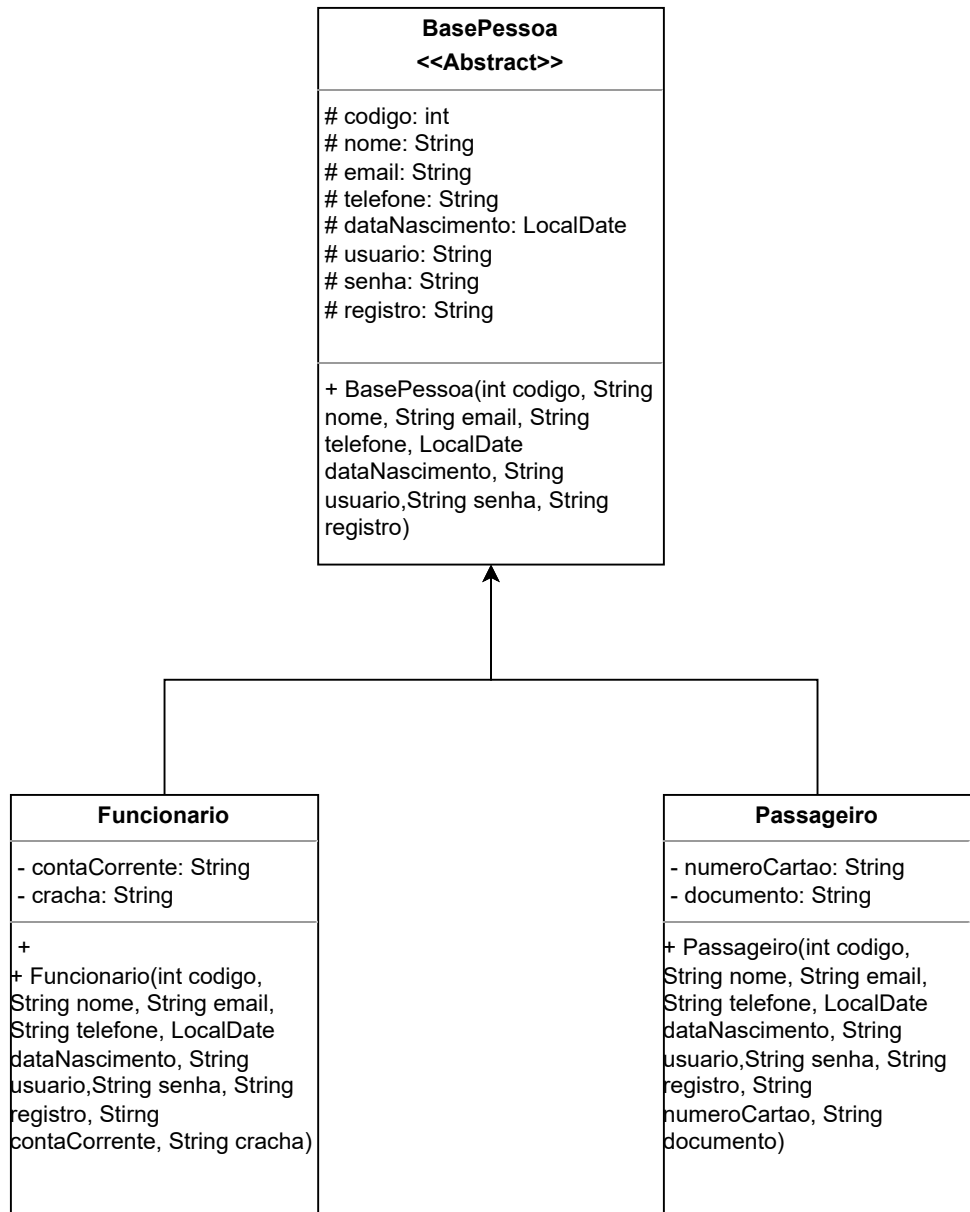 BasePessoa
<<Abstract>>
# codigo: int
# nome: String
# email: String
# telefone: String
# dataNascimento: LocalDate
# usuario: String
# senha: String
# registro: String
+ BasePessoa(int codigo, String
nome, String email, String
telefone, LocalDate
dataNascimento, String
usuario,String senha, String
registro)
Funcionario
- contaCorrente: String
- cracha: String
+
+ Funcionario(int codigo,
String nome, String email,
String telefone, LocalDate
dataNascimento, String
usuario,String senha, String
registro, Stirng
contaCorrente, String cracha)
Passageiro
- numeroCartao: String
- documento: String
+ Passageiro(int codigo,
String nome, String email,
String telefone, LocalDate
dataNascimento, String
usuario,String senha, String
registro, String
numeroCartao, String
documento)